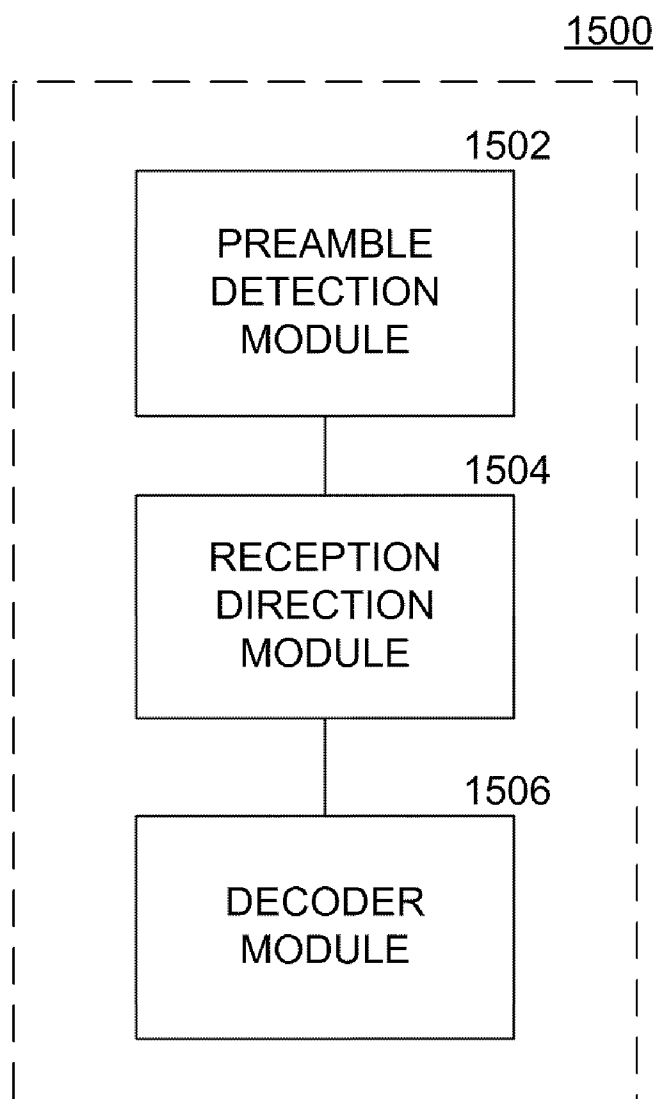 1500
1502
PREAMBLE
DETECTION
MODULE
1504
RECEPTION
DIRECTION
MODULE
1506
DECODER
MODULE